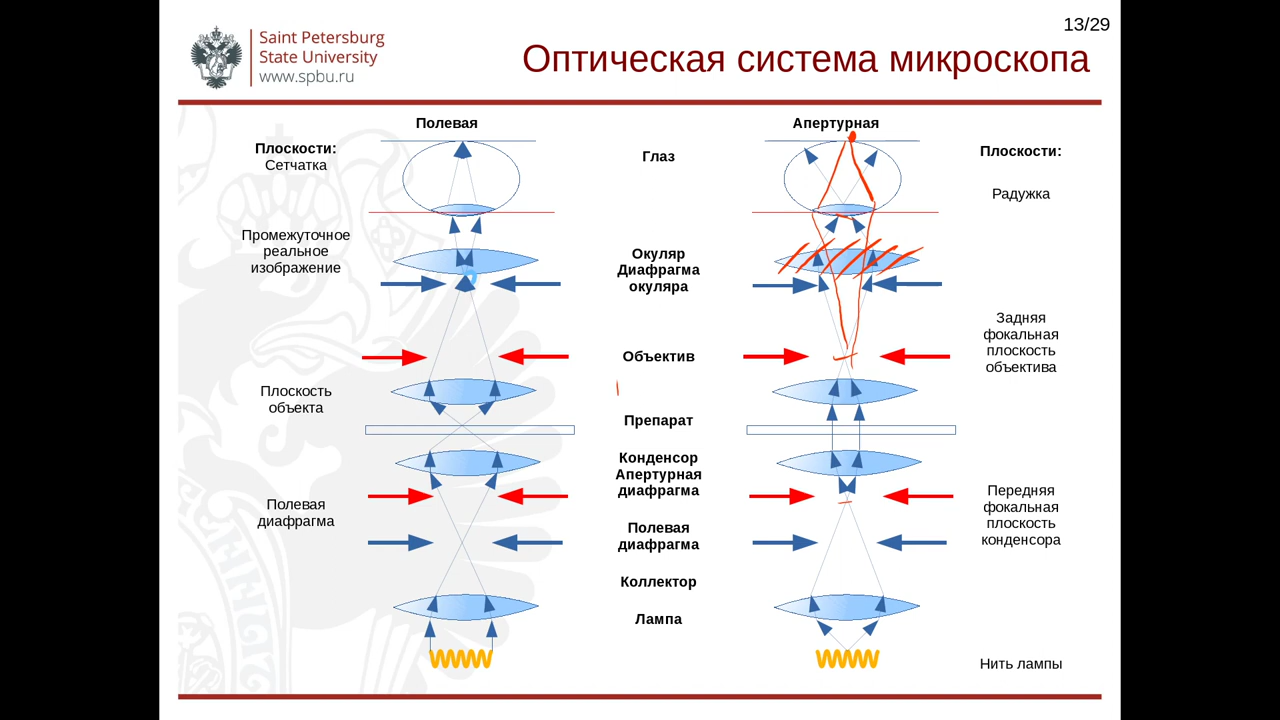 13/29
Saint Petersburg
State University
www.spbu.ru
Оптическая система микроскопа
Полевая
Апертурная
Плоскости:
Сетчатка
Промежуточное
реальное
изображение
Плоскость
объекта
Полевая
диафрагма
Глаз
Окуляр
Диафрагма
окуляра
Объектив
Препарат
Конденсор
Апертурная
диафрагма
Полевая
диафрагма
Коллектор
Лампа
Плоскости:
Радужка
Задняя
фокальная
плоскость
объектива
Передняя
фокальная
плоскость
конденсора
Нить лампы